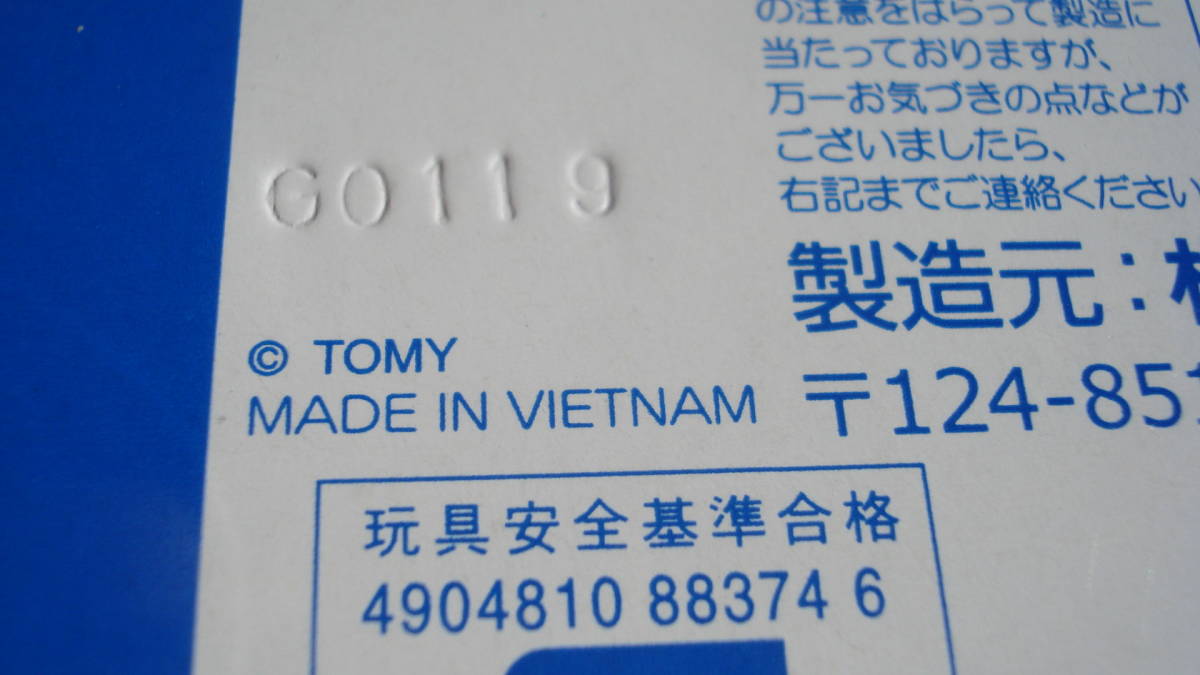 の注意をはらって製造に
当たっておりますが、
万一お気づきの点などが
ございましたら、
右記までご連絡ください
G0119
製造元：
© TOMY
MADE IN VIETNAM
〒124-851
玩具安全基準合格
4904810 88374 6